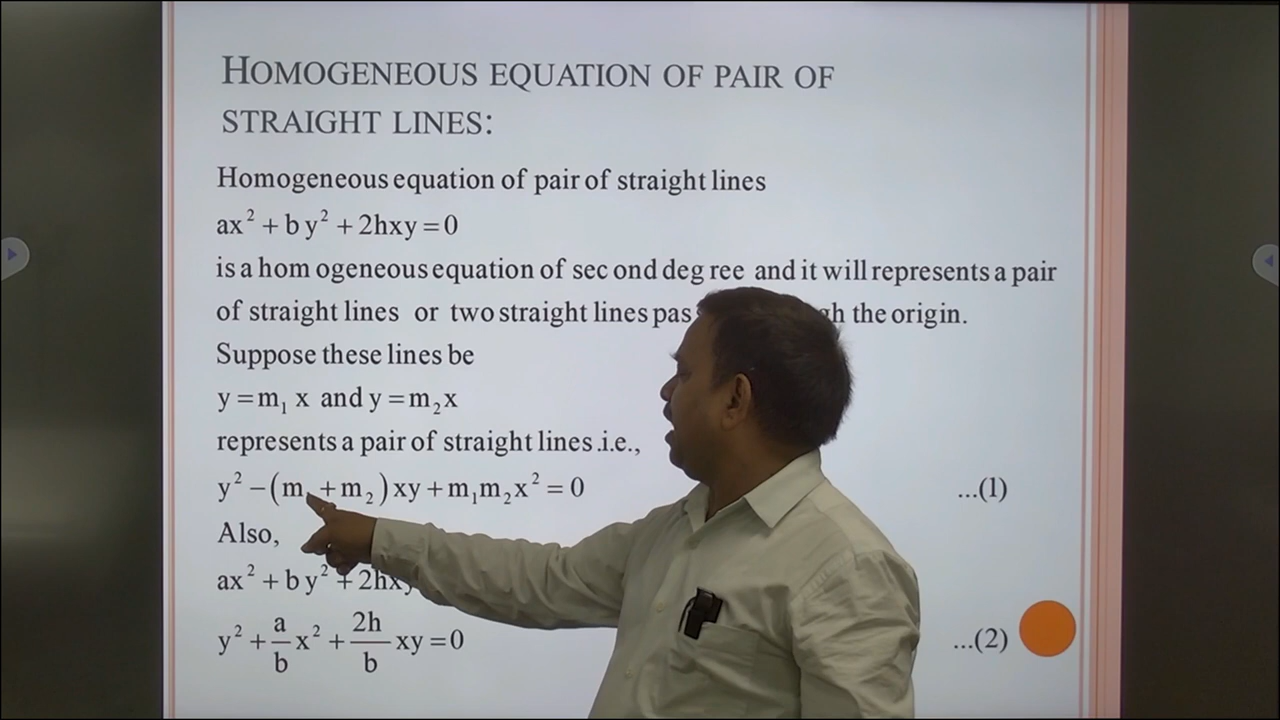 HOMOGENEOUS EQUATION OF PAIR OF
STRAIGHT LINES:
Homogeneous equation of pair of straight lines
ax² + by² + 2hxy = 0
is a hom ogeneous equation of sec ond deg ree and it will represents a pair
of straight lines or two straight lines the origin.
Suppose these lines be
y = m₁ x and y = m₂x
represents a pair of straight lines .i.e.,
y² − (m + m₂) xy + m₁m₂x² = 0 ...(1)
Also,
ax² + by² + 2hx
y² + a/b x² + 2h/b xy = 0 ...(2)